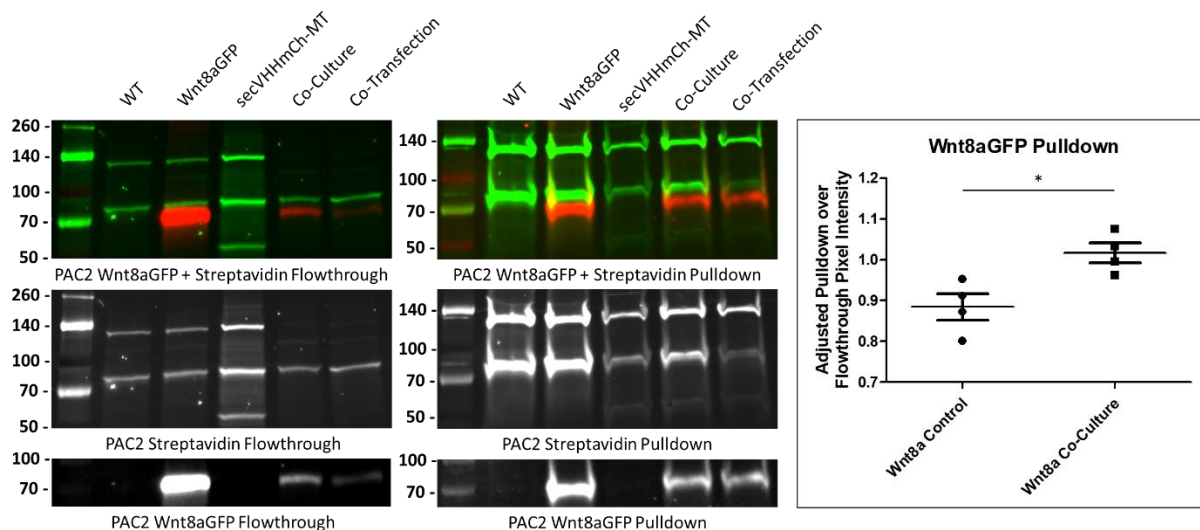 WT Wnt8aGFP secVHHmCh-MT Co-Culture Co-Transfection
260 -
140 -
100 -
70 -
50 -
PAC2 Wnt8aGFP + Streptavidin Flowthrough
260 -
140 -
100 -
70 -
50 -
PAC2 Streptavidin Flowthrough
100 -
70 -
PAC2 Wnt8aGFP Flowthrough
WT Wnt8aGFP secVHHmCh-MT Co-Culture Co-Transfection
140 -
100 -
70 -
50 -
PAC2 Wnt8aGFP + Streptavidin Pulldown
140 -
100 -
70 -
50 -
PAC2 Streptavidin Pulldown
100 -
70 -
PAC2 Wnt8aGFP Pulldown
Wnt8aGFP Pulldown
Adjusted Pulldown over
Flowthrough Pixel Intensity
1.2
1.1
1.0
0.9
0.8
0.7
*
Wnt8a Control
Wnt8a Co-Culture